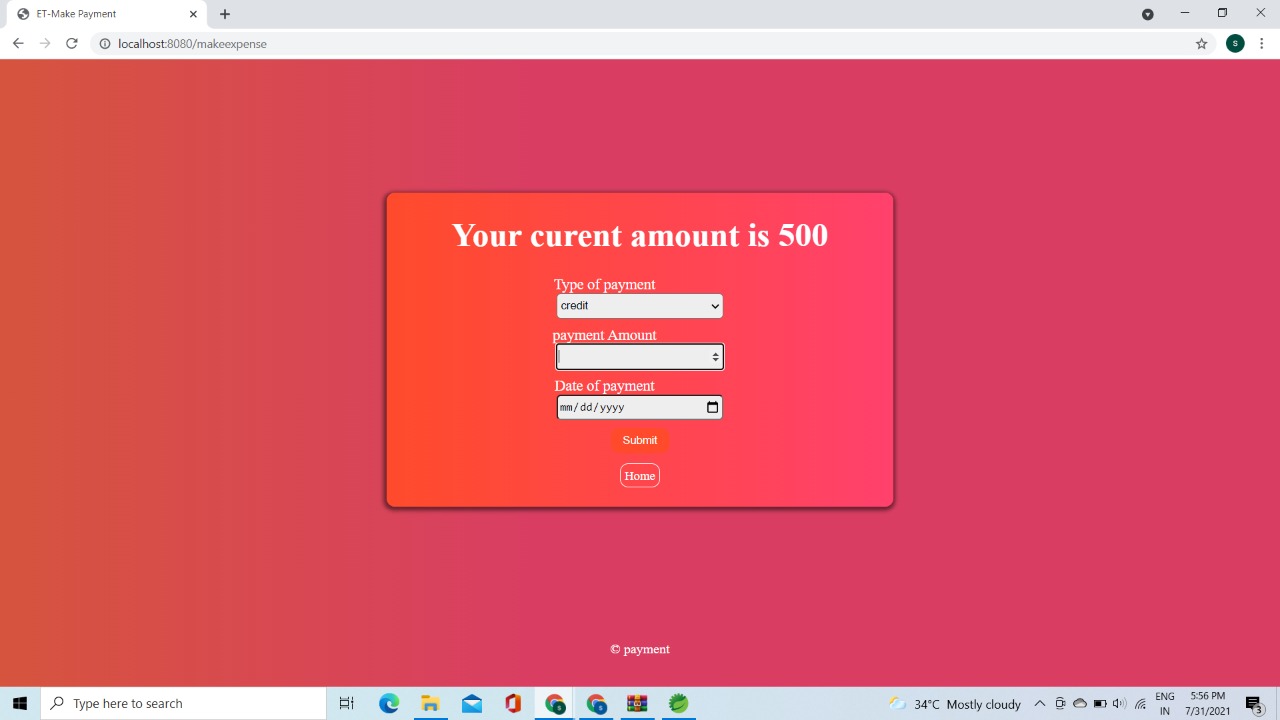 ET-Make Payment
localhost:8080/makeexpense
S
Your curent amount is 500
Type of payment
credit
payment Amount
Date of payment
mm/dd/yyyy
Submit
Home
© payment
Type here to search
34°C Mostly cloudy
ENG
IN
5:56 PM
7/31/2021
3